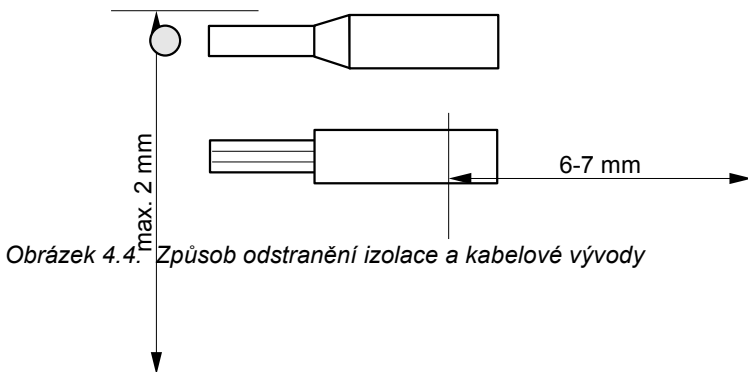 max. 2 mm
6-7 mm
Obrázek 4.4. Způsob odstranění izolace a kabelové vývody